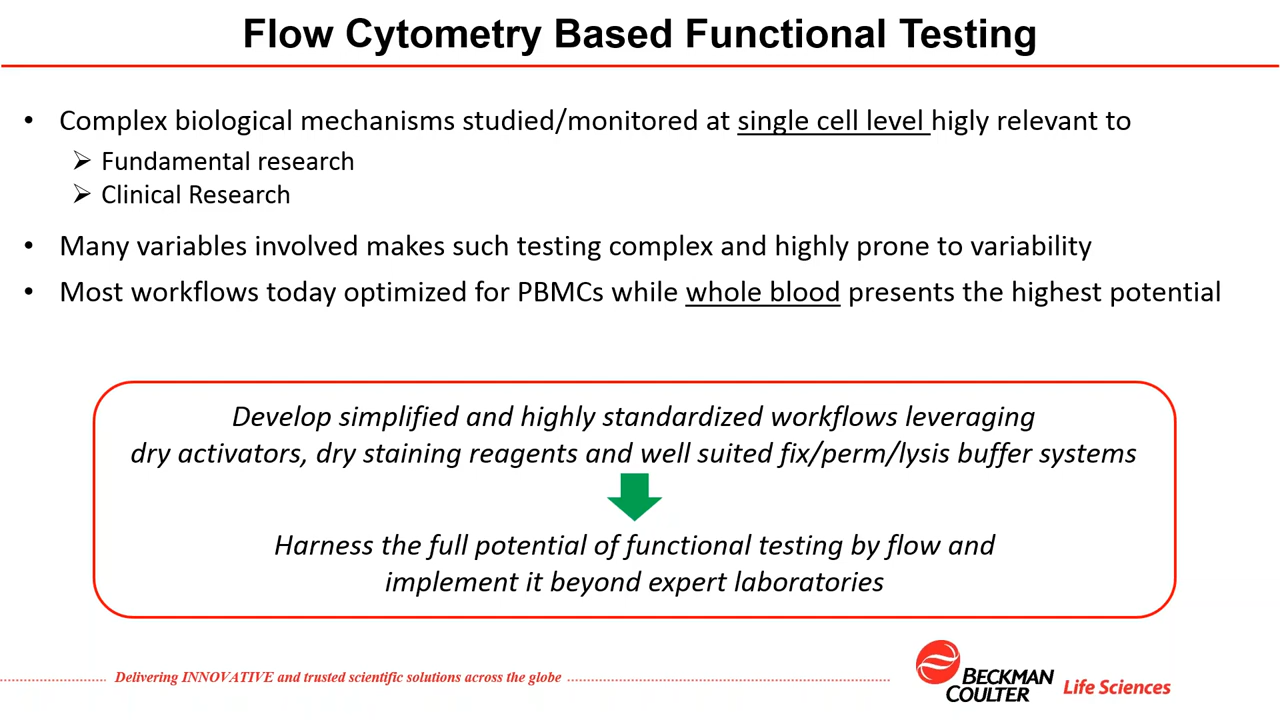 Flow Cytometry Based Functional Testing
• Complex biological mechanisms studied/monitored at single cell level higly relevant to
➢ Fundamental research
➢ Clinical Research
• Many variables involved makes such testing complex and highly prone to variability
• Most workflows today optimized for PBMCs while whole blood presents the highest potential
Develop simplified and highly standardized workflows leveraging
dry activators, dry staining reagents and well suited fix/perm/lysis buffer systems
Harness the full potential of functional testing by flow and
implement it beyond expert laboratories
Delivering INNOVATIVE and trusted scientific solutions across the globe
BECKMAN
COULTER
Life Sciences